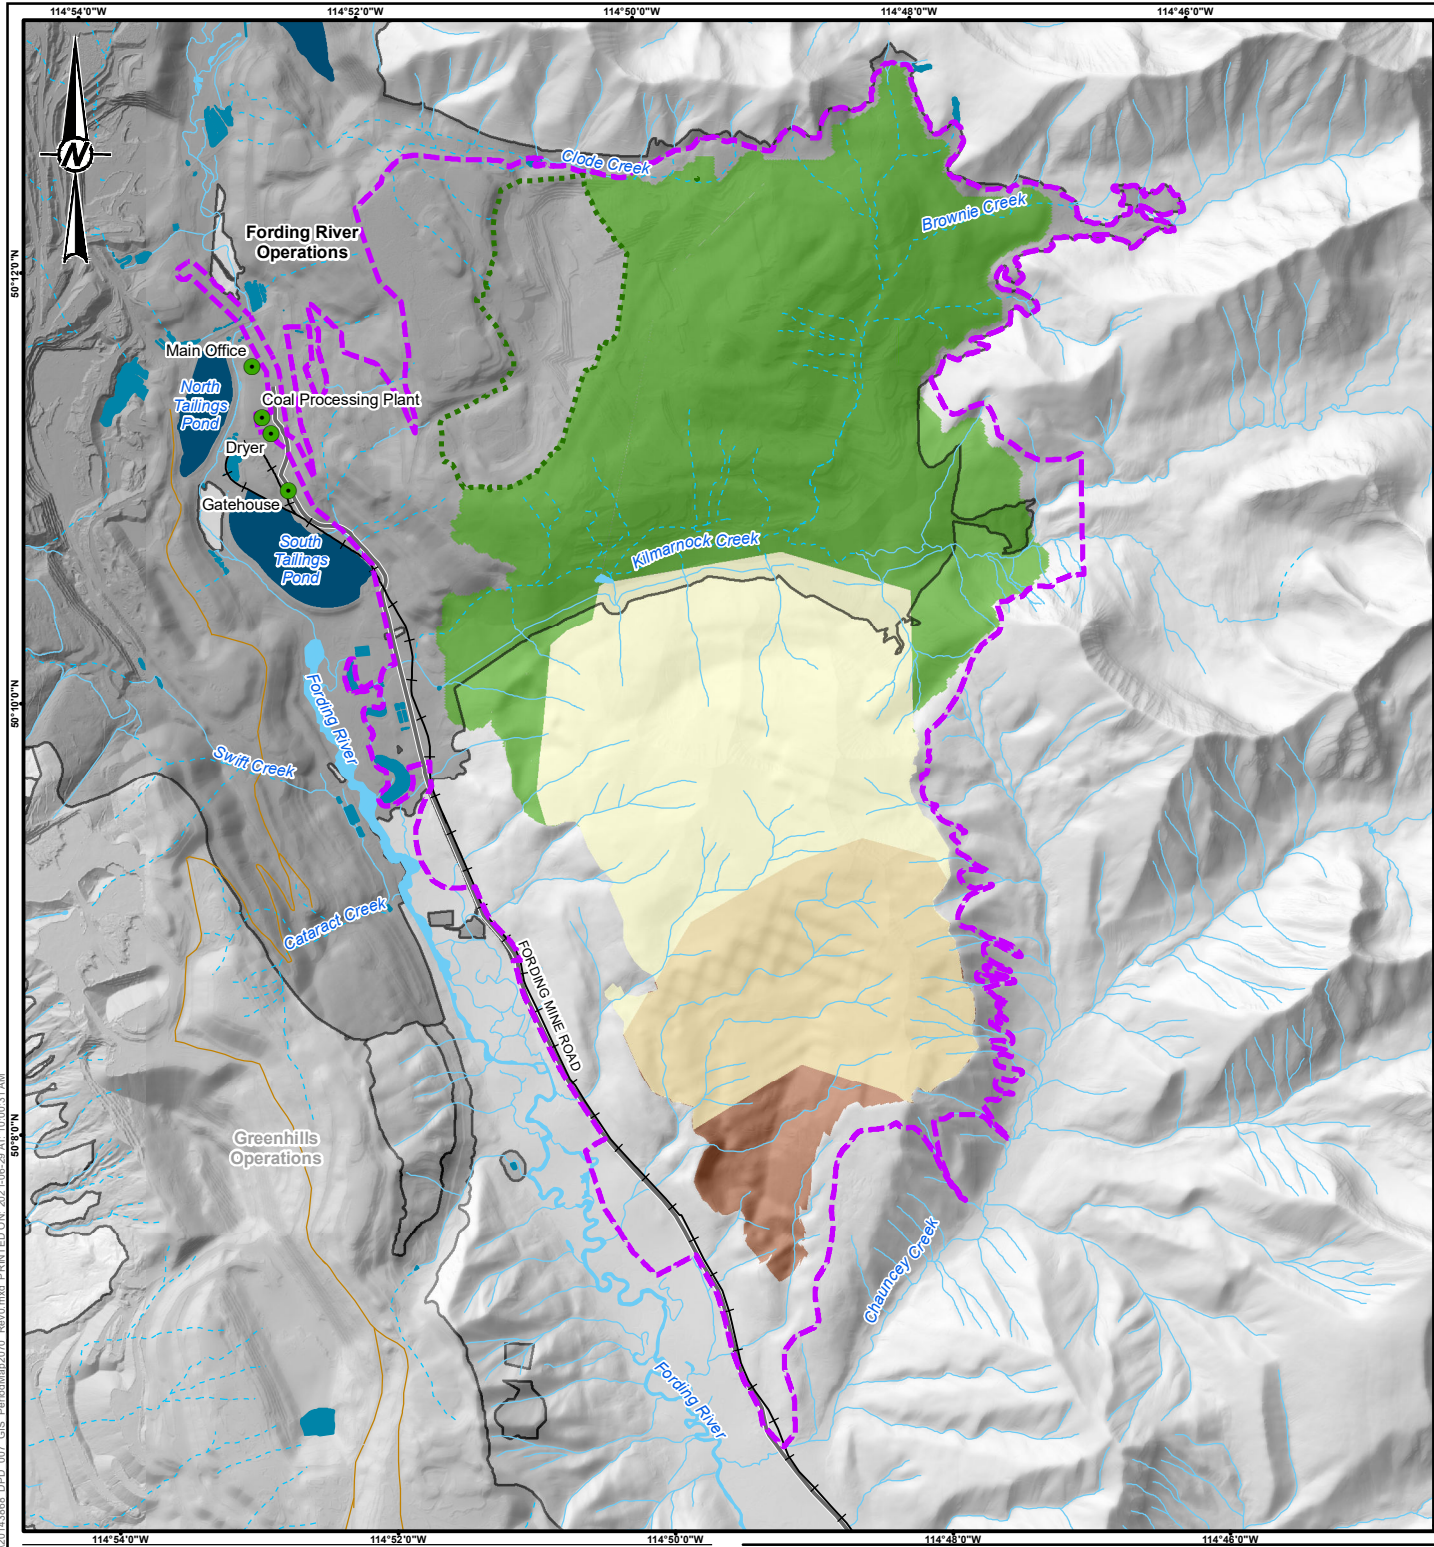 114°54'0"W
114°52'0"W
114°50'0"W
114°48'0"W
114°46'0"W
Clode Creek
Brownie Creek
Fording River
Operations
50°12'0"N
Main Office
North
Tailings
Pond
Coal Processing Plant
Dryer
Gatehouse
South
Tailings
Pond
Kilmarnock Creek
50°10'0"N
Fording River
Swift Creek
Cataract Creek
FORDING MINE ROAD
50°8'0"N
Greenhills
Operations
Chauncey Creek
Fording River
114°54'0"W
114°52'0"W
114°50'0"W
114°48'0"W
114°46'0"W